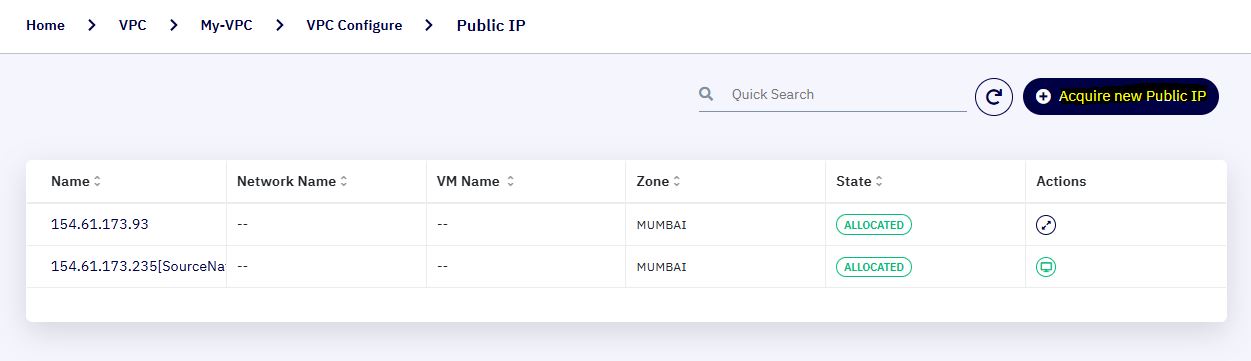 Home > VPC > My-VPC > VPC Configure > Public IP
Quick Search
Acquire new Public IP
Name Network Name VM Name Zone State Actions
154.61.173.93 -- -- MUMBAI ALLOCATED
154.61.173.235[SourceNa -- -- MUMBAI ALLOCATED